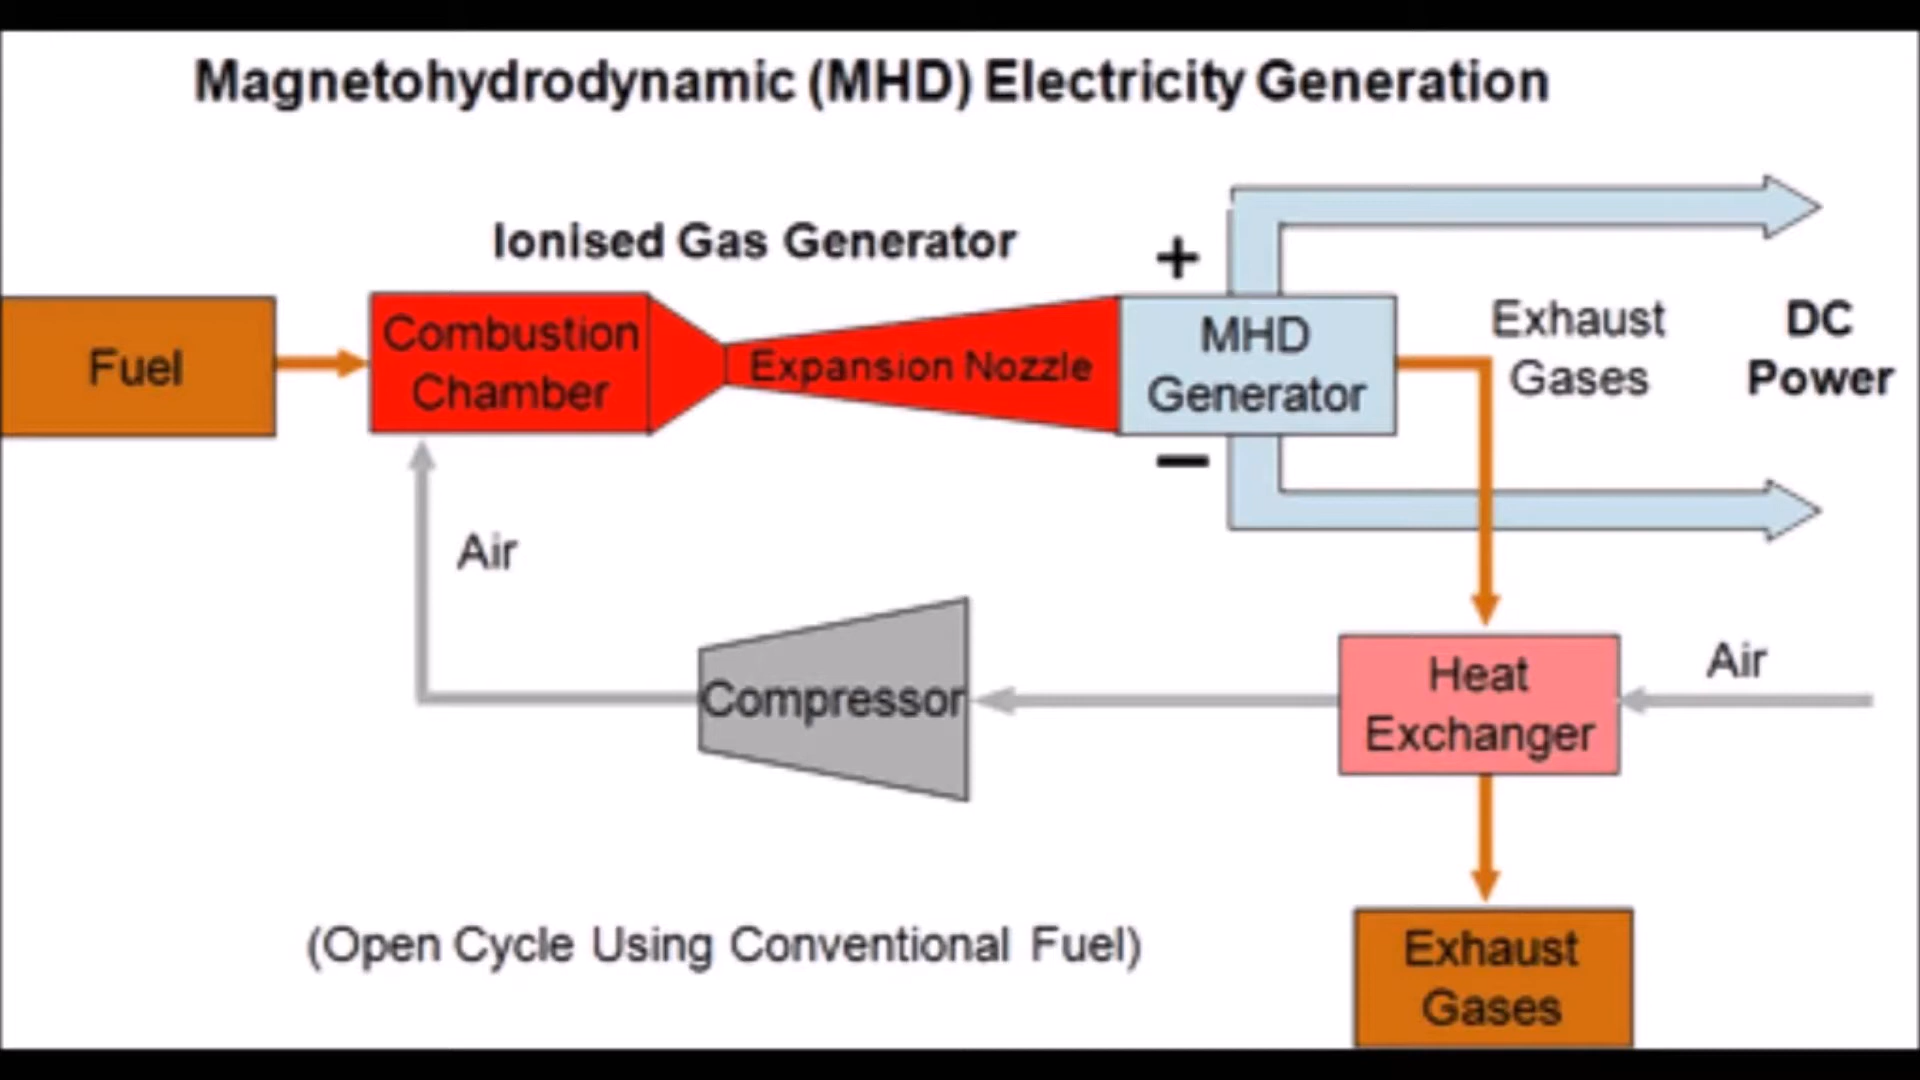 Magnetohydrodynamic (MHD) Electricity Generation
Ionised Gas Generator
+
Fuel
Combustion
Chamber
Expansion Nozzle
MHD
Generator
Exhaust
Gases
DC
Power
−
Air
Compressor
Heat
Exchanger
Air
(Open Cycle Using Conventional Fuel)
Exhaust
Gases